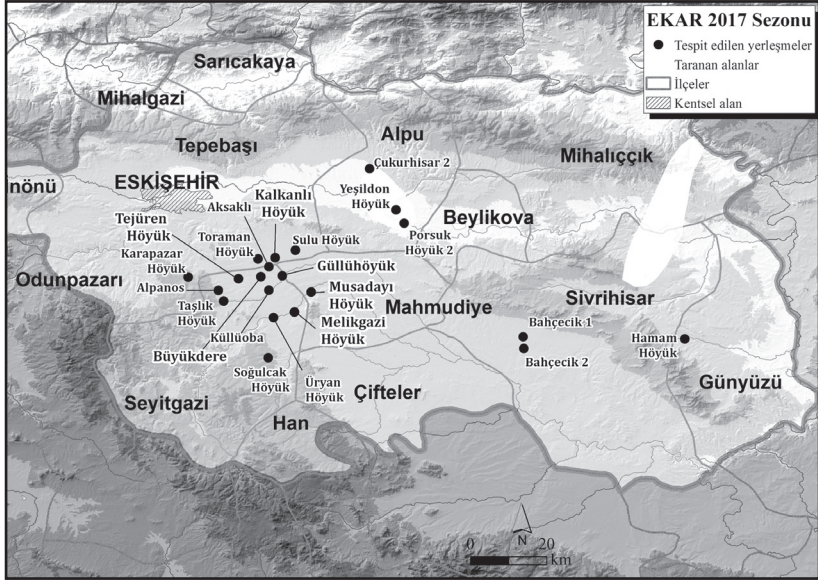 EKAR 2017 Sezonu
Tespit edilen yerleşmeler
Taranan alanlar
İlçeler
Kentsel alan
Sarıcakaya
Mihalgazi
Alpu
Tepebaşı
Mihalıççık
Çukurhisar 2
nönü
ESKİŞEHİR
Kalkanlı
Höyük
Yeşildon
Höyük
Aksaklı
Tejüren
Höyük
Beylikova
Toraman
Höyük
Sulu Höyük
Porsuk
Höyük 2
Karapazar
Höyük
Güllühöyük
Odunpazarı
Alpanos
Musadayı
Höyük
Sivrihisar
Taşlık
Höyük
Mahmudiye
Bahçecik 1
Küllüoba
Melikgazi
Höyük
Hamam
Höyük
Büyükdere
Bahçecik 2
Soğulcak
Höyük
Üryan
Höyük
Günyüzü
Çifteler
Seyitgazi
Han
N
0 20
km